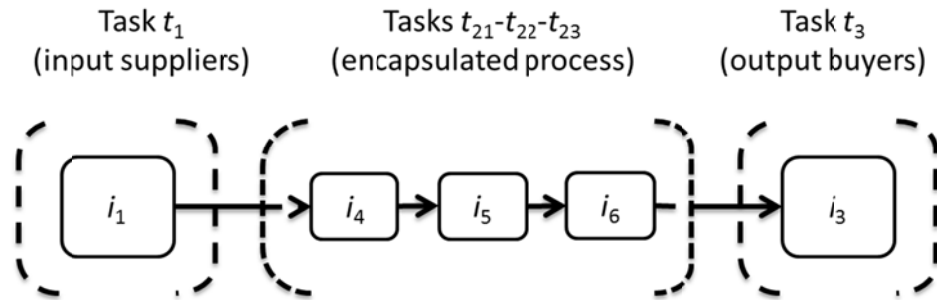 Task t₁
(input suppliers)
Tasks t₂₁-t₂₂-t₂₃
(encapsulated process)
Task t₃
(output buyers)
i₁
i₄
i₅
i₆
i₃